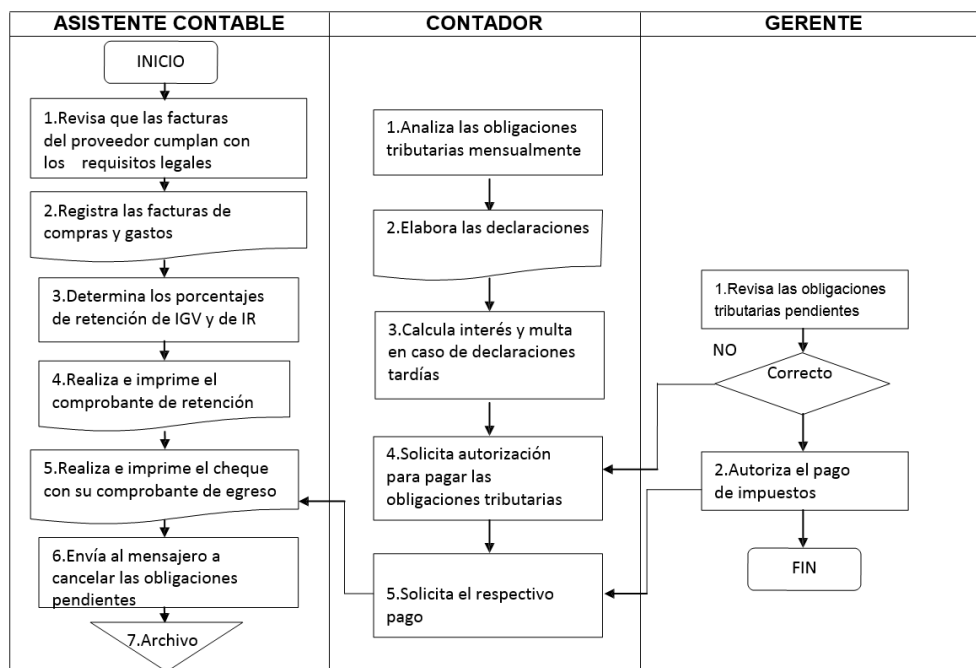 ASISTENTE CONTABLE
CONTADOR
GERENTE
INICIO
1.Revisa que las facturas
del proveedor cumplan con
los requisitos legales
2.Registra las facturas de
compras y gastos
3.Determina los porcentajes
de retención de IGV y de IR
4.Realiza e imprime el
comprobante de retención
5.Realiza e imprime el cheque
con su comprobante de egreso
6.Envía al mensajero a
cancelar las obligaciones
pendientes
7.Archivo
1.Analiza las obligaciones
tributarias mensualmente
2.Elabora las declaraciones
3.Calcula interés y multa
en caso de declaraciones
tardías
4.Solicita autorización
para pagar las
obligaciones tributarias
5.Solicita el respectivo
pago
1.Revisa las obligaciones
tributarias pendientes
NO
Correcto
2.Autoriza el pago
de impuestos
FIN